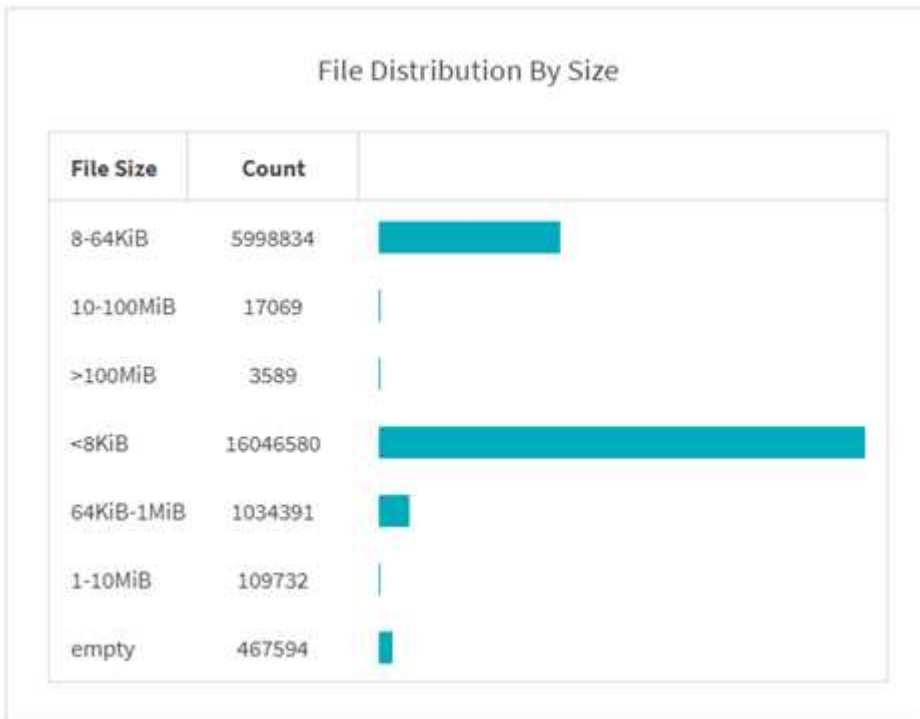 File Distribution By Size
File Size Count
8-64KiB 5998834
10-100MiB 17069
>100MiB 3589
<8KiB 16046580
64KiB-1MiB 1034391
1-10MiB 109732
empty 467594